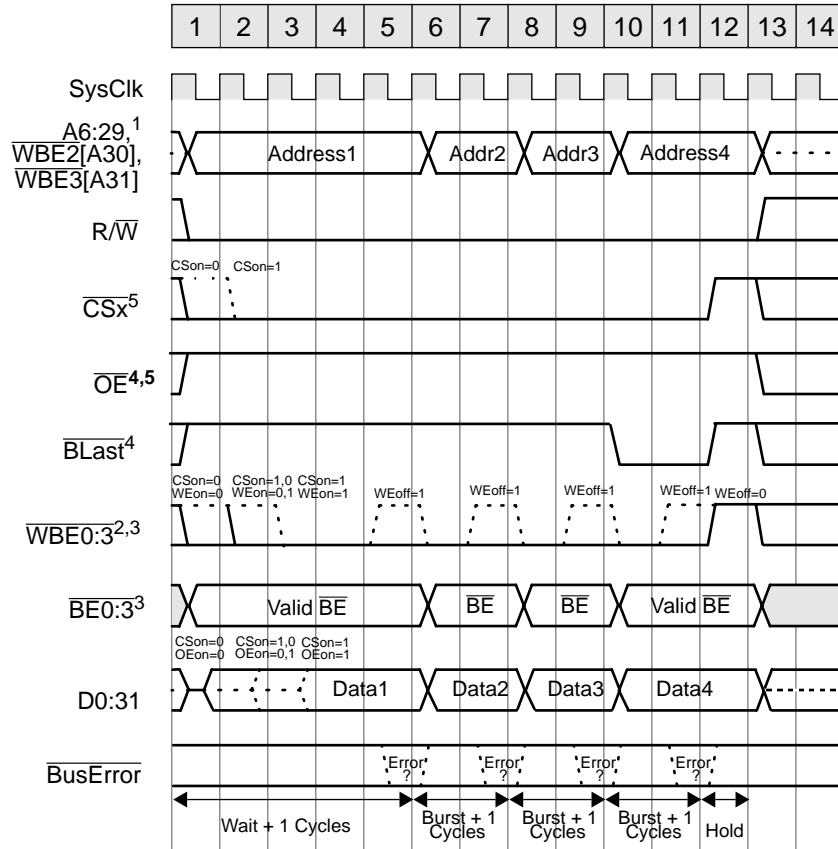 1 2 3 4 5 6 7 8 9 10 11 12 13 14
SysClk
A6:29,1
WBE2[A30],
WBE3[A31]
Address1 Addr2 Addr3 Address4
R/W
CSon=0 CSon=1
CSx5
OE4,5
BLast4
CSon=0 CSon=1,0 CSon=1
WEon=0 WEon=0,1 WEon=1
WEoff=1 WEoff=1 WEoff=1 WEoff=1 WEoff=0
WBE0:32,3
BE0:33
Valid BE BE BE Valid BE
CSon=0 CSon=1,0 CSon=1
OEon=0 OEon=0,1 OEon=1
D0:31
Data1 Data2 Data3 Data4
BusError
Error Error Error Error
? ? ? ?
Wait + 1 Cycles
Burst + 1
Cycles
Burst + 1
Cycles
Burst + 1
Cycles
Hold